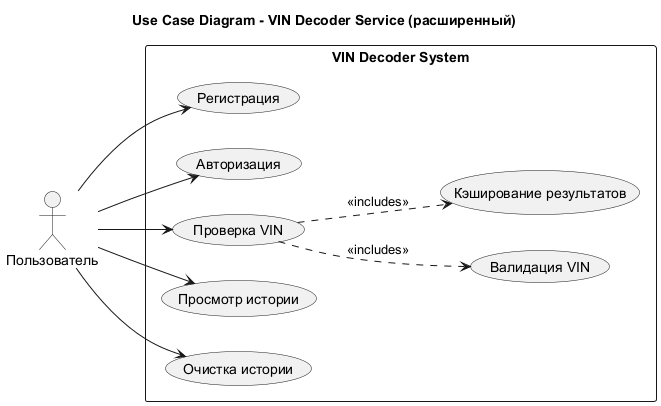 Use Case Diagram - VIN Decoder Service (расширенный)
VIN Decoder System
Регистрация
Авторизация
«includes»
Кэширование результатов
Проверка VIN
«includes»
Валидация VIN
Пользователь
Просмотр истории
Очистка истории